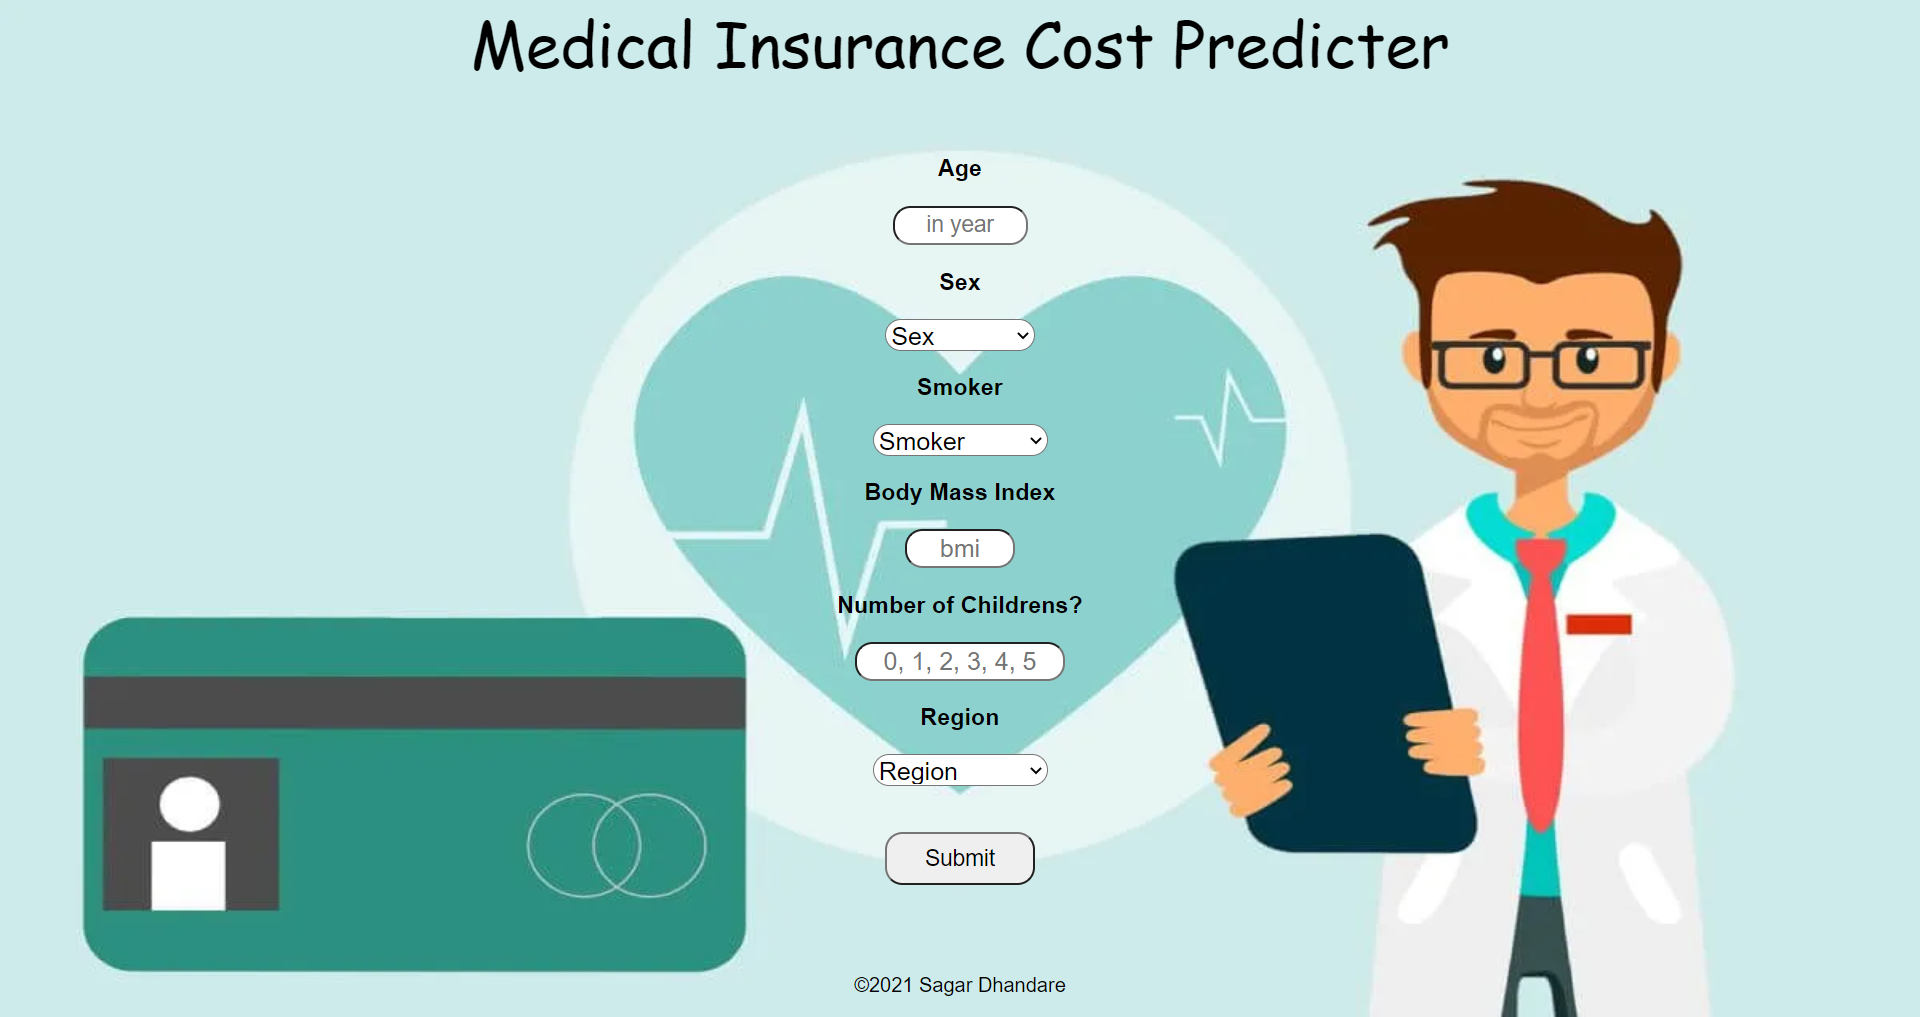 Medical Insurance Cost Predicter
Age
in year
Sex
Sex
Smoker
Smoker
Body Mass Index
bmi
Number of Childrens?
0, 1, 2, 3, 4, 5
Region
Region
Submit
©2021 Sagar Dhandare